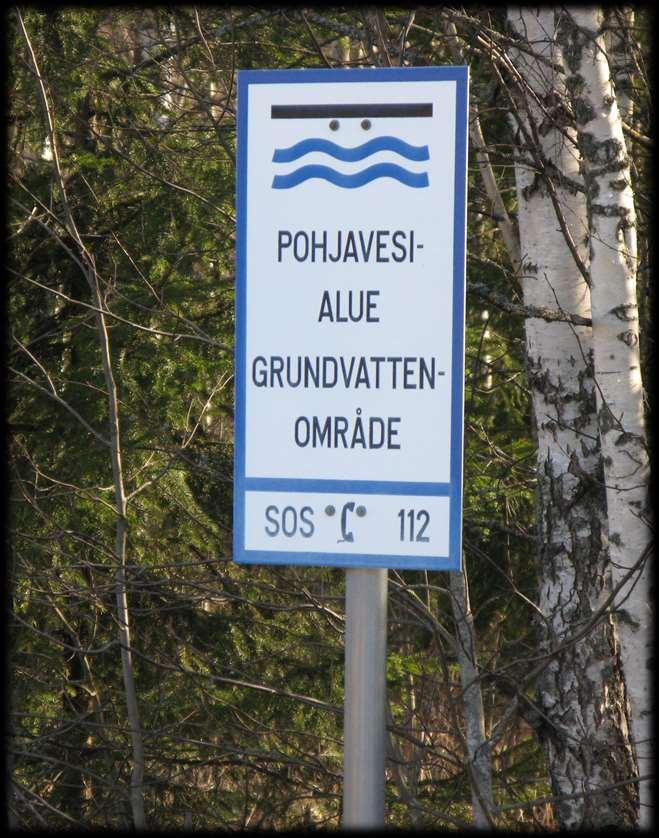 POHJAVESI-
ALUE
GRUNDVATTEN-
OMRÅDE
SOS 112